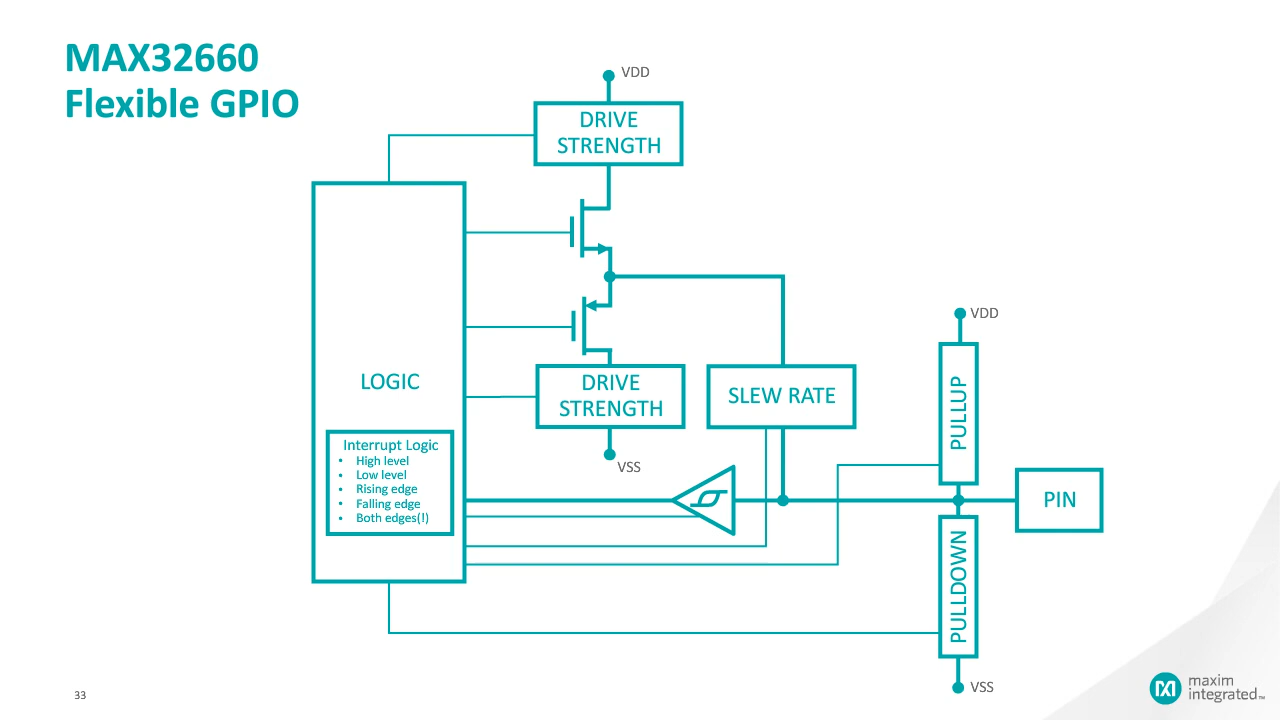 MAX32660
Flexible GPIO
VDD
DRIVE
STRENGTH
LOGIC
Interrupt Logic
• High level
• Low level
• Rising edge
• Falling edge
• Both edges(!)
DRIVE
STRENGTH
VSS
SLEW RATE
VDD
PULLUP
PIN
PULLDOWN
VSS
33
maxim
integrated™